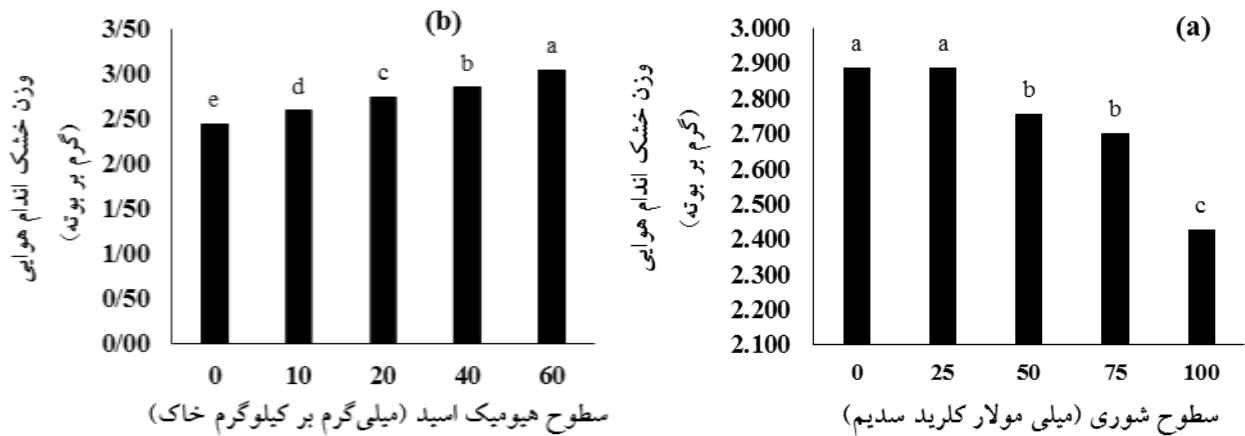 (b)
3/50
3/00
2/50
2/00
1/50
1/00
0/50
0/00
e
d
c
b
a
0 10 20 40 60
وزن خشک اندام هوایی
(گرم بر بوته)
سطوح هیومیک اسید (میلی‌گرم بر کیلوگرم خاک)
(a)
3.000
2.900
2.800
2.700
2.600
2.500
2.400
2.300
2.200
2.100
a
a
b
b
c
0 25 50 75 100
وزن خشک اندام هوایی
(گرم بر بوته)
سطوح شوری (میلی مولار کلرید سدیم)